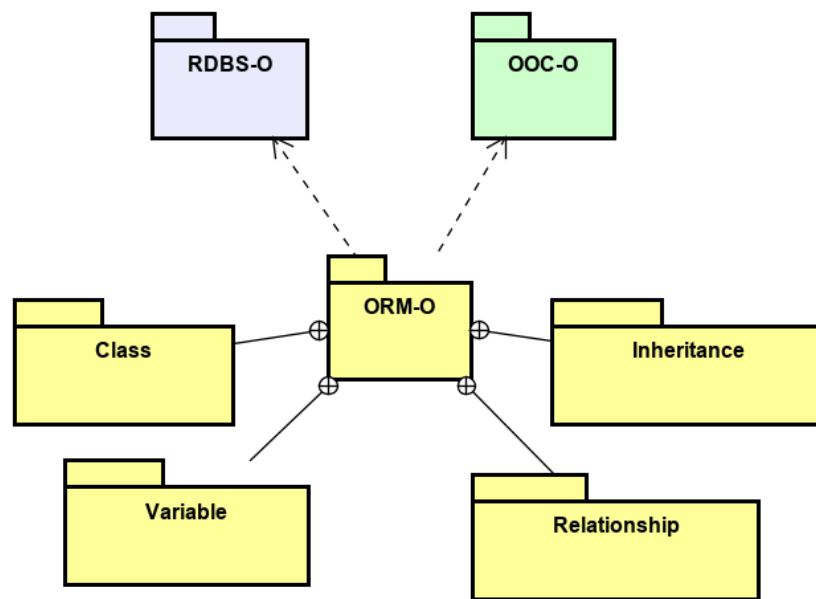 RDBS-O
OOC-O
ORM-O
Class
Inheritance
Variable
Relationship